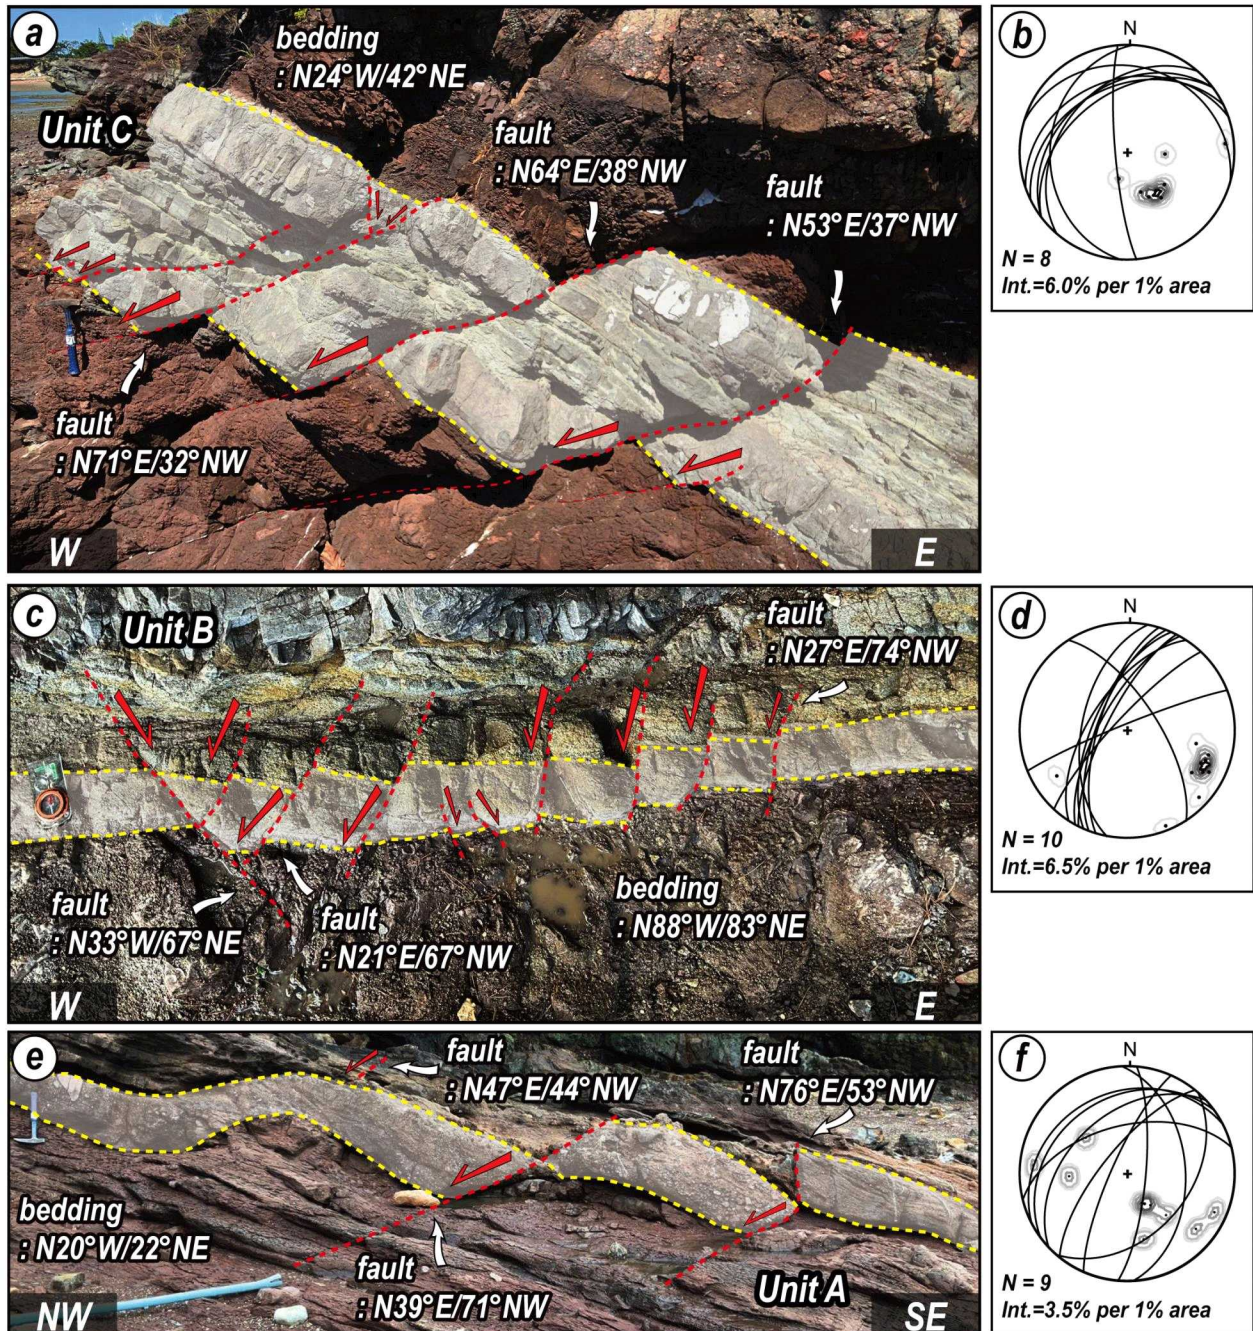 a
bedding
: N24°W/42°NE
Unit C
fault
: N64°E/38°NW
fault
: N53°E/37°NW
fault
: N71°E/32°NW
W
E
b
N
N = 8
Int.=6.0% per 1% area
c
Unit B
fault
: N27°E/74°NW
fault
: N33°W/67°NE
fault
: N21°E/67°NW
bedding
: N88°W/83°NE
W
E
d
N
N = 10
Int.=6.5% per 1% area
e
fault
: N47°E/44°NW
fault
: N76°E/53°NW
bedding
: N20°W/22°NE
fault
: N39°E/71°NW
Unit A
NW
SE
f
N
N = 9
Int.=3.5% per 1% area